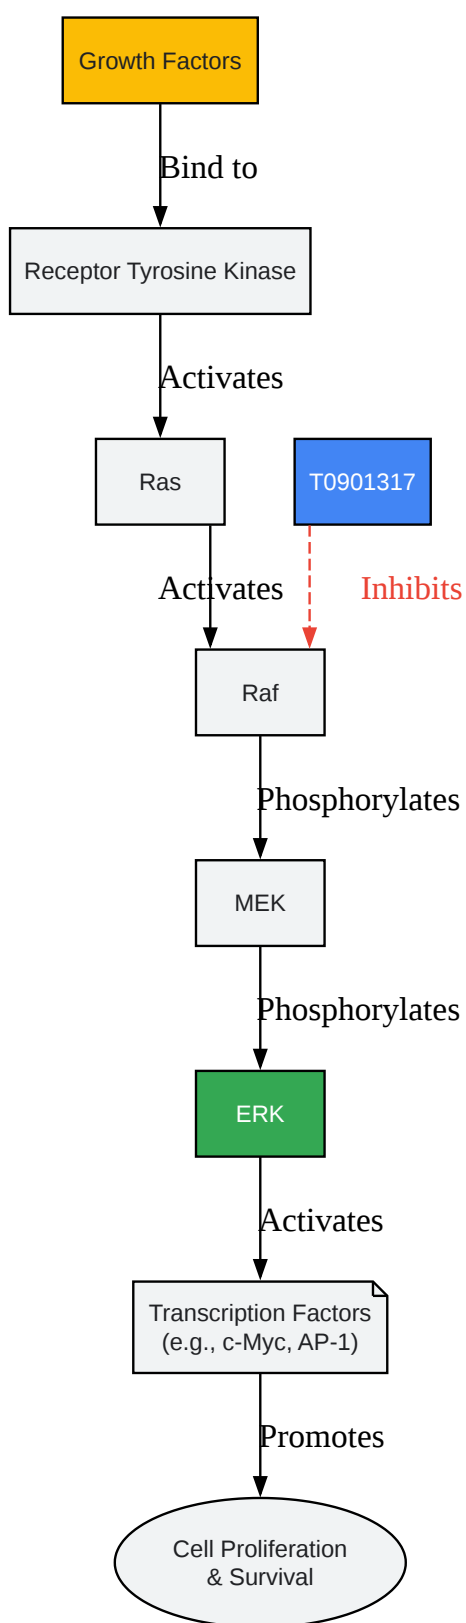 Growth Factors
Bind to
Receptor Tyrosine Kinase
Activates
Ras
T0901317
Activates
Inhibits
Raf
Phosphorylates
MEK
Phosphorylates
ERK
Activates
Transcription Factors
(e.g., c-Myc, AP-1)
Promotes
Cell Proliferation
& Survival